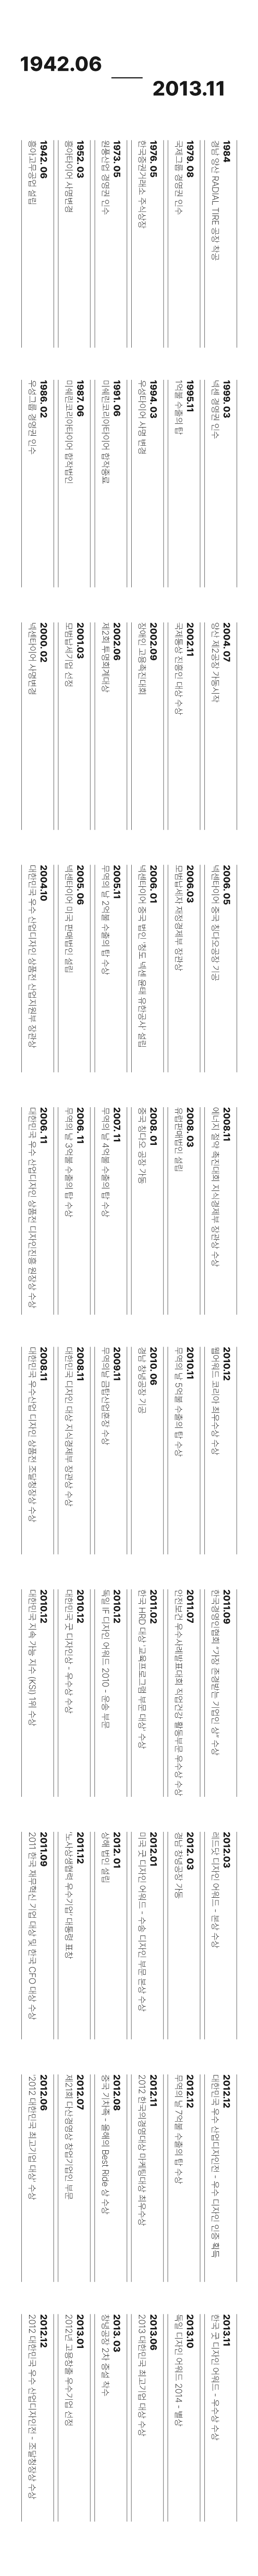 1942.06
2013.11
1942. 06
흥아고무공업 설립
1952. 03
흥아타이어 사명변경
1973. 05
원풍산업 경영권 인수
1976. 05
한국증권거래소 주식상장
1979. 08
국제그룹 경영권 인수
1984
경남 양산 RADIAL TIRE 공장 착공
1986. 02
우성그룹 경영권 인수
1987. 06
미쉐린코리아타이어 합작법인
1991. 06
미쉐린코리아타이어 합작종료
1994. 03
우성타이어 사명 변경
1995.11
1억불 수출의 탑
1999. 03
넥센 경영권 인수
2000. 02
넥센타이어 사명변경
2001.03
모범납세기업 선정
2002.06
제2회 투명회계대상
2002.09
장애인 고용촉진대회
2002.11
국제통상 진흥인 대상 수상
2004. 07
양산 제2공장 가동시작
2004.10
대한민국 우수 산업디자인 상품전 산업지원부 장관상
2005. 06
넥센타이어 미국 판매법인 설립
2005.11
무역의 날 2억불 수출의 탑 수상
2006. 01
넥센타이어 중국 법인 '청도 넥센 윤태 유한공사' 설립
2006.03
모범납세자 재정경제부 장관상
2006. 05
넥센타이어 중국 칭다오공장 기공
2006. 11
대한민국 우수 산업디자인 상품전 디자인진흥 원장상 수상
2006. 11
무역의 날 3억불 수출의 탑 수상
2007. 11
무역의 날 4억불 수출의 탑 수상
2008. 01
중국 칭다오 공장 가동
2008. 03
유럽판매법인 설립
2008.11
에너지 절약 촉진대회 지식경제부 장관상 수상
2008.11
대한민국 우수산업 디자인 상품전 조달청장상 수상
2008.11
대한민국 디자인 대상 지식경제부 장관상 수상
2009.11
무역의날 금탑산업훈장 수상
2010. 06
경남 창녕공장 기공
2010.11
무역의 날 5억불 수출의 탑 수상
2010.12
웹어워드 코리아 최우수상 수상
2010.12
대한민국 지속 가능 지수 (KSI) 1위 수상
2010.12
대한민국 굿 디자인상 - 우수상 수상
2010.12
독일 IF 디자인 어워드 2010 - 운송 부문
2011.02
한국 HRD 대상 '교육프로그램 부문 대상' 수상
2011.07
안전보건 우수사례발표대회 직업건강 활동부문 우수상 수상
2011.09
한국경영인협회 "가장 존경받는 기업인 상" 수상
2011.09
2011 한국 재무혁신 기업 대상 및 한국 CFO 대상 수상
2011.12
'노사상생협력 우수기업' 대통령 표창
2012. 01
상해 법인 설립
2012.01
미국 굿 디자인 어워드 - 수송 디자인 부문 본상 수상
2012. 03
경남 창녕공장 가동
2012.03
레드닷 디자인 어워드 - 본상 수상
2012.06
'2012 대한민국 최고기업 대상' 수상
2012.07
제21회 다산경영상 창업기업인 부문
2012.08
중국 기치족 - 올해의 Best Ride 상 수상
2012.11
2012 한국의경영대상 마케팅대상 최우수상
2012.12
무역의 날 7억불 수출의 탑 수상
2012.12
대한민국 우수 산업디자인전 - 우수 디자인 인증 획득
2012.12
2012 대한민국 우수 산업디자인전 - 조달청장상 수상
2013.01
2012년 고용창출 우수기업 선정
2013. 03
창녕공장 2차 증설 착수
2013.06
2013 대한민국 최고기업 대상 수상
2013.10
독일 디자인 어워드 2014 - 별상
2013.11
한국 굿 디자인 어워드 - 우수상 수상